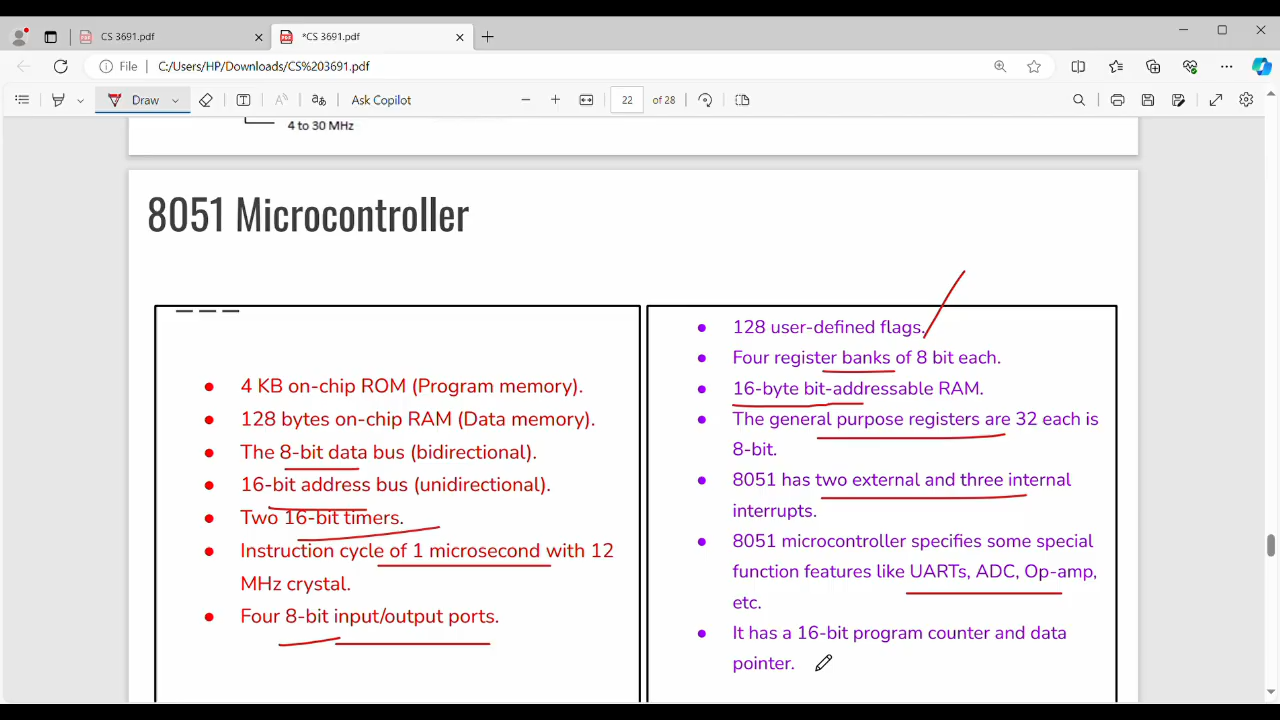 CS 3691.pdf
*CS 3691.pdf
File C:/Users/HP/Downloads/CS%203691.pdf
Draw
Ask Copilot
22 of 28
4 to 30 MHz
8051 Microcontroller
4 KB on-chip ROM (Program memory).
128 bytes on-chip RAM (Data memory).
The 8-bit data bus (bidirectional).
16-bit address bus (unidirectional).
Two 16-bit timers.
Instruction cycle of 1 microsecond with 12
MHz crystal.
Four 8-bit input/output ports.
128 user-defined flags.
Four register banks of 8 bit each.
16-byte bit-addressable RAM.
The general purpose registers are 32 each is
8-bit.
8051 has two external and three internal
interrupts.
8051 microcontroller specifies some special
function features like UARTs, ADC, Op-amp,
etc.
It has a 16-bit program counter and data
pointer.